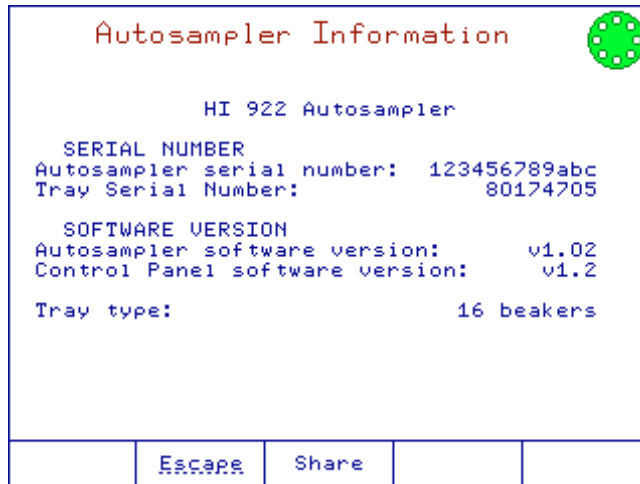 Autosampler Information
HI 922 Autosampler
SERIAL NUMBER
Autosampler serial number: 123456789abc
Tray Serial Number: 80174705
SOFTWARE VERSION
Autosampler software version: v1.02
Control Panel software version: v1.2
Tray type: 16 beakers
Escape Share